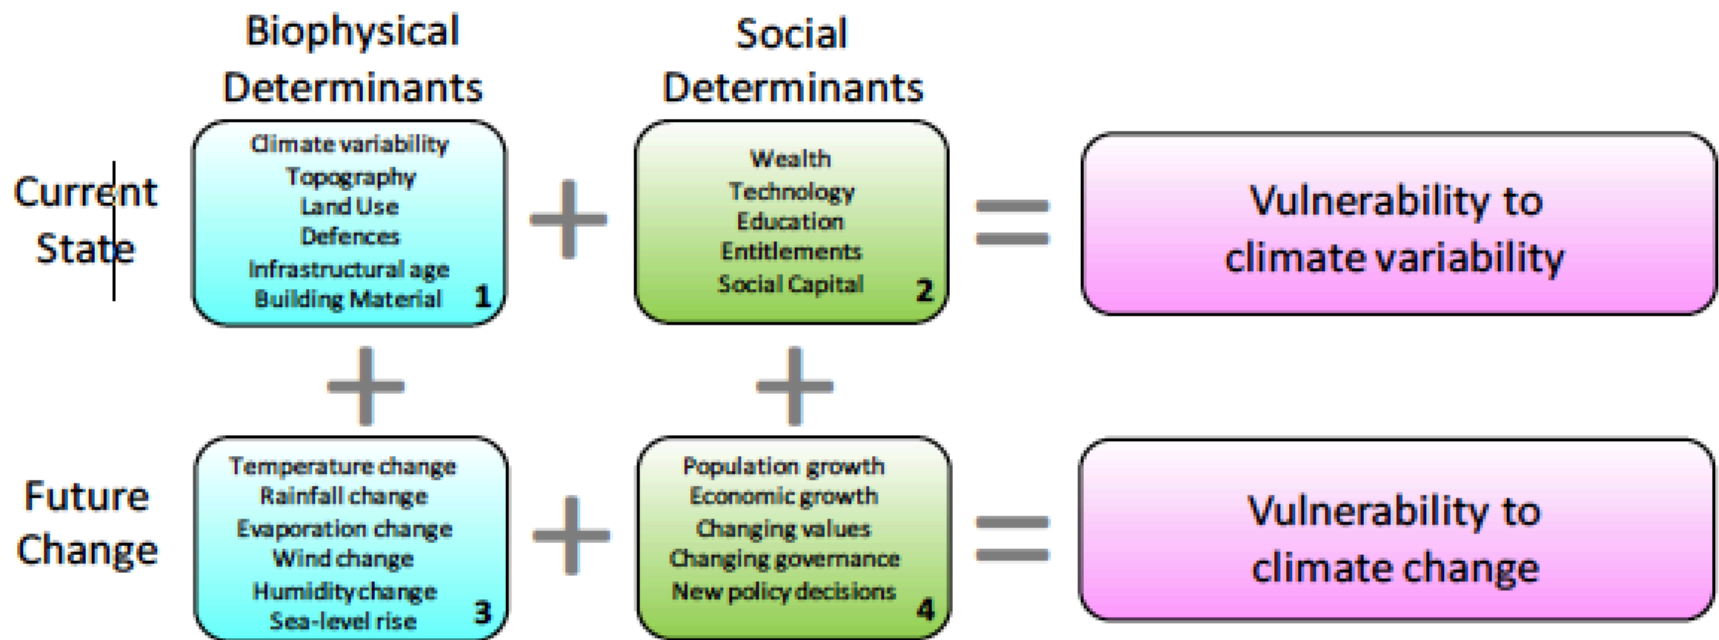 Biophysical
Determinants
Social
Determinants
Current
State
Climate variability
Topography
Land Use
Defences
Infrastructural age
Building Material
1
+
Wealth
Technology
Education
Entitlements
Social Capital
2
=
Vulnerability to
climate variability
+
+
Future
Change
Temperature change
Rainfall change
Evaporation change
Wind change
Humidity change
Sea-level rise
3
+
Population growth
Economic growth
Changing values
Changing governance
New policy decisions
4
=
Vulnerability to
climate change